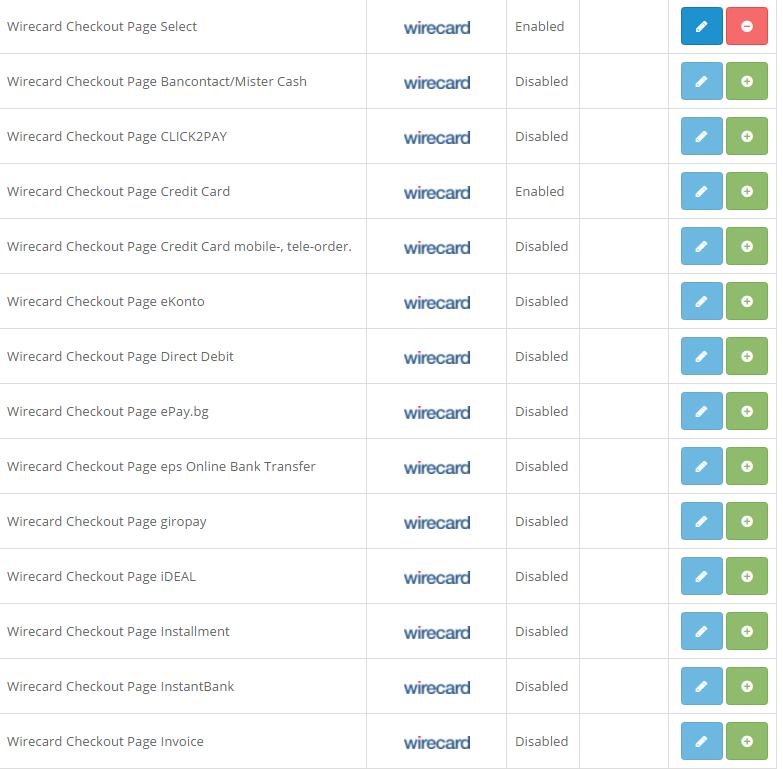 Wirecard Checkout Page Select wirecard Enabled
Wirecard Checkout Page Bancontact/Mister Cash wirecard Disabled
Wirecard Checkout Page CLICK2PAY wirecard Disabled
Wirecard Checkout Page Credit Card wirecard Enabled
Wirecard Checkout Page Credit Card mobile-, tele-order. wirecard Disabled
Wirecard Checkout Page eKonto wirecard Disabled
Wirecard Checkout Page Direct Debit wirecard Disabled
Wirecard Checkout Page ePay.bg wirecard Disabled
Wirecard Checkout Page eps Online Bank Transfer wirecard Disabled
Wirecard Checkout Page giropay wirecard Disabled
Wirecard Checkout Page iDEAL wirecard Disabled
Wirecard Checkout Page Installment wirecard Disabled
Wirecard Checkout Page InstantBank wirecard Disabled
Wirecard Checkout Page Invoice wirecard Disabled